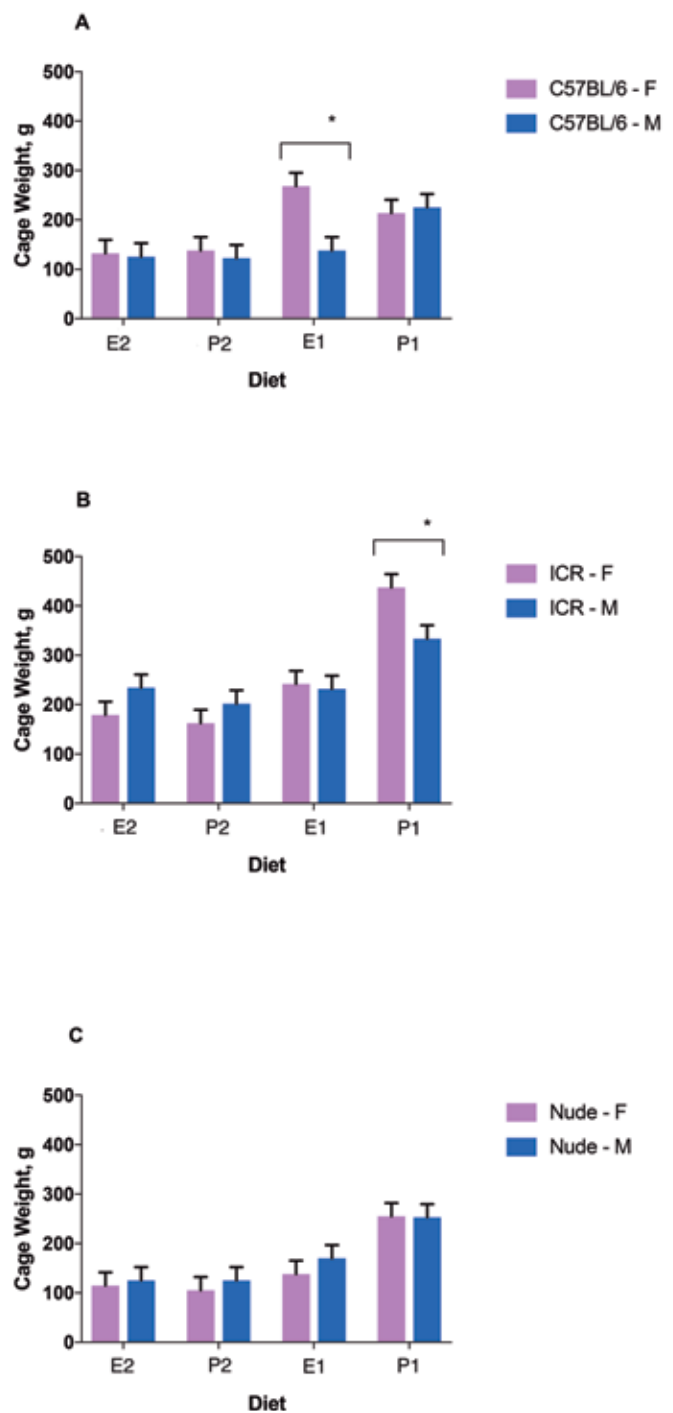 A
500
400
300
200
100
0
Cage Weight, g
*
E2 P2 E1 P1
Diet
C57BL/6 - F
C57BL/6 - M
B
500
400
300
200
100
0
Cage Weight, g
*
E2 P2 E1 P1
Diet
ICR - F
ICR - M
C
500
400
300
200
100
0
Cage Weight, g
E2 P2 E1 P1
Diet
Nude - F
Nude - M